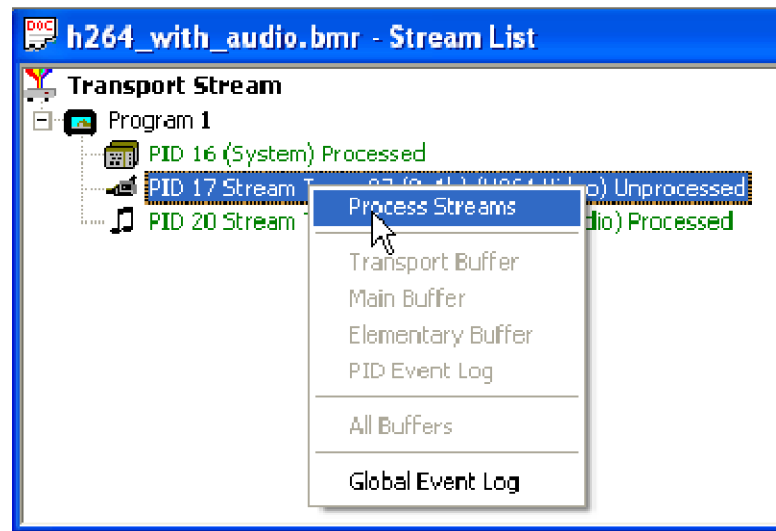 DOC
h264_with_audio.bmr - Stream List
Transport Stream
Program 1
PID 16 (System) Processed
PID 17 Stream Unprocessed
PID 20 Stream Processed
Process Streams
Transport Buffer
Main Buffer
Elementary Buffer
PID Event Log
All Buffers
Global Event Log